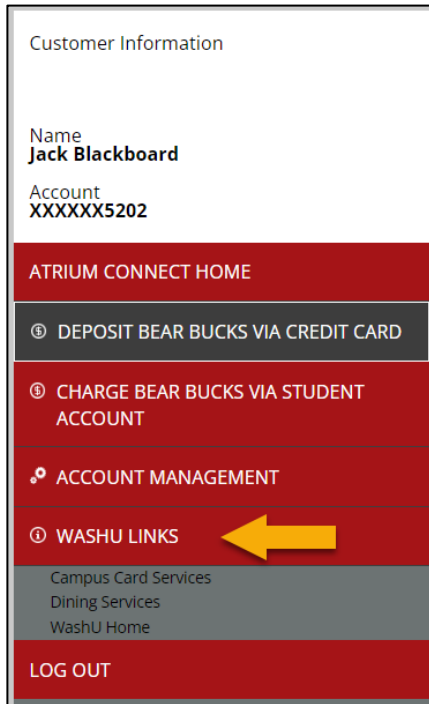 Customer Information
Name
Jack Blackboard
Account
XXXXXX5202
ATRIUM CONNECT HOME
DEPOSIT BEAR BUCKS VIA CREDIT CARD
CHARGE BEAR BUCKS VIA STUDENT
ACCOUNT
ACCOUNT MANAGEMENT
WASHU LINKS
Campus Card Services
Dining Services
WashU Home
LOG OUT